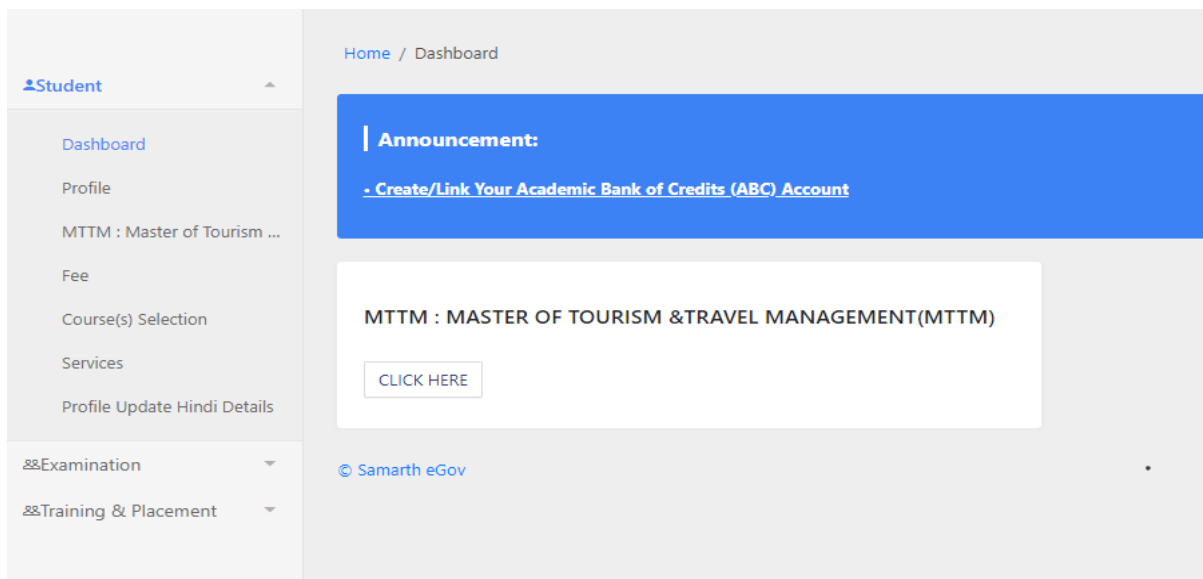 Student
Dashboard
Profile
MTTM : Master of Tourism ...
Fee
Course(s) Selection
Services
Profile Update Hindi Details
Examination
Training & Placement
Home / Dashboard
Announcement:
• Create/Link Your Academic Bank of Credits (ABC) Account
MTTM : MASTER OF TOURISM &TRAVEL MANAGEMENT(MTTM)
CLICK HERE
© Samarth eGov